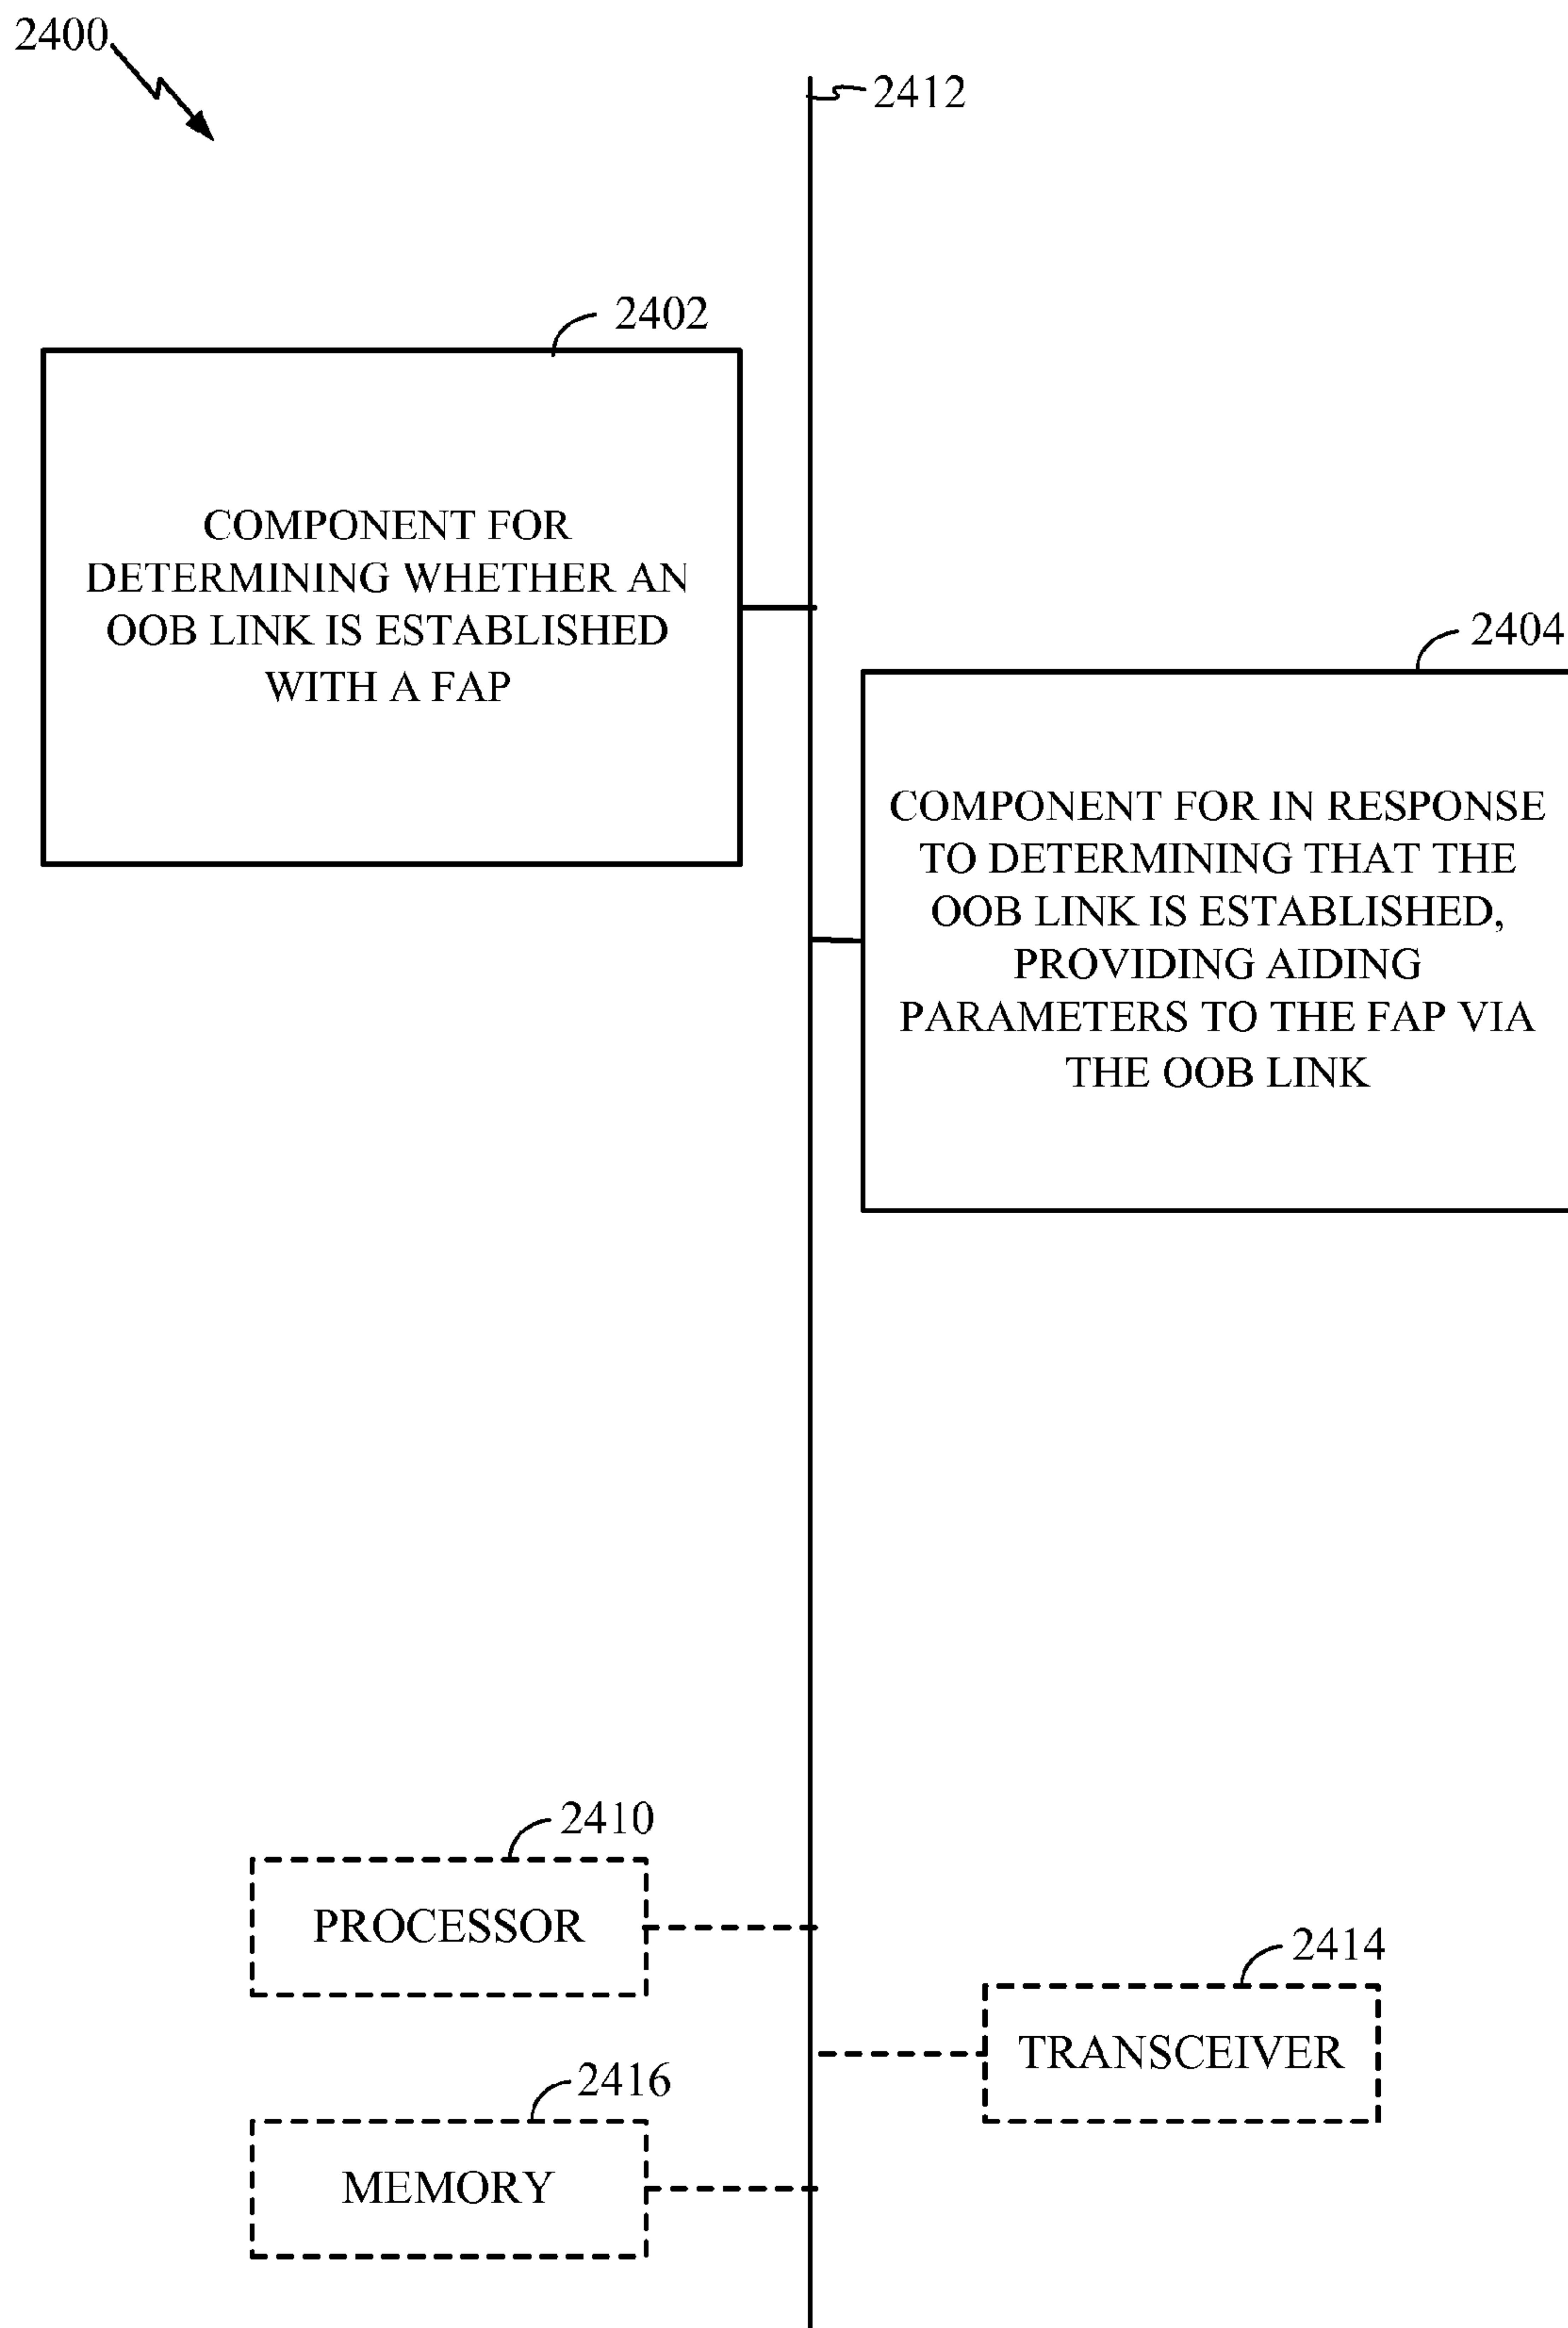 2400
2412
2402
COMPONENT FOR
DETERMINING WHETHER AN
OOB LINK IS ESTABLISHED
WITH A FAP
2404
COMPONENT FOR IN RESPONSE
TO DETERMINING THAT THE
OOB LINK IS ESTABLISHED,
PROVIDING AIDING
PARAMETERS TO THE FAP VIA
THE OOB LINK
2410
PROCESSOR
2414
TRANSCEIVER
2416
MEMORY